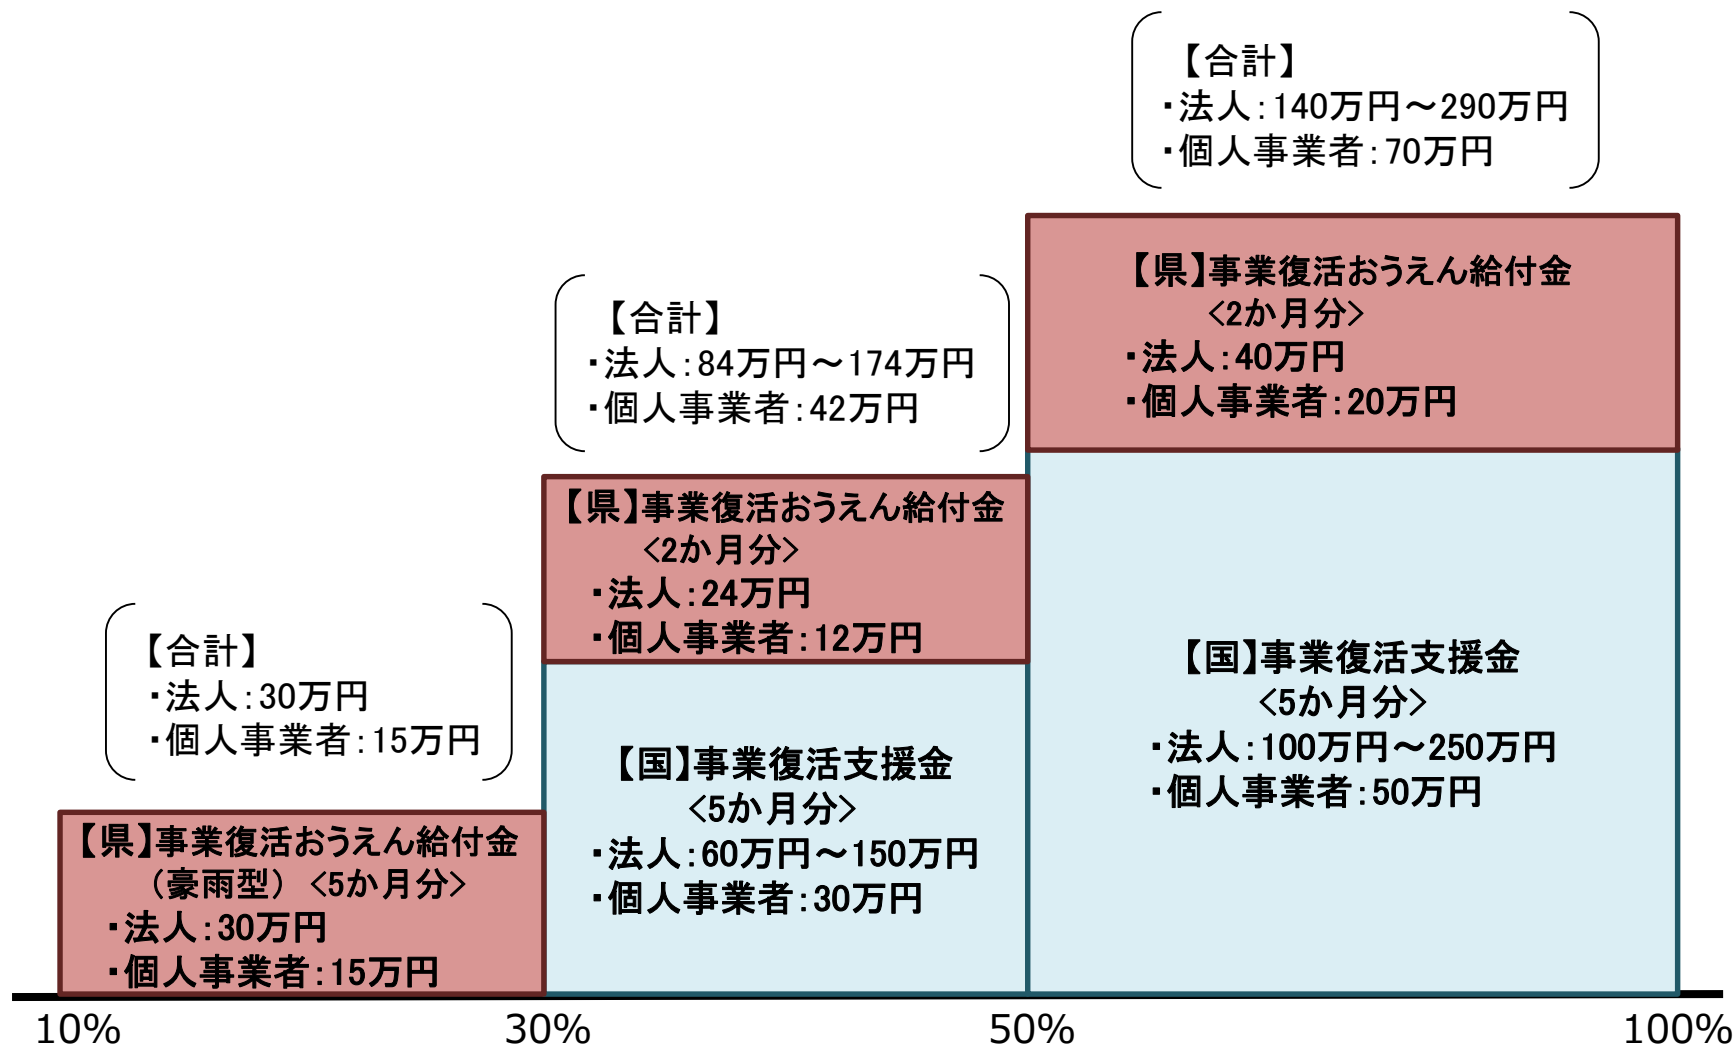 【合計】
・法人：140万円～290万円
・個人事業者：70万円
【県】事業復活おうえん給付金
<2か月分>
・法人：40万円
・個人事業者：20万円
【合計】
・法人：84万円～174万円
・個人事業者：42万円
【県】事業復活おうえん給付金
<2か月分>
・法人：24万円
・個人事業者：12万円
【国】事業復活支援金
<5か月分>
・法人：100万円～250万円
・個人事業者：50万円
【合計】
・法人：30万円
・個人事業者：15万円
【国】事業復活支援金
<5か月分>
・法人：60万円～150万円
・個人事業者：30万円
【県】事業復活おうえん給付金
（豪雨型）<5か月分>
・法人：30万円
・個人事業者：15万円
10% 30% 50% 100%